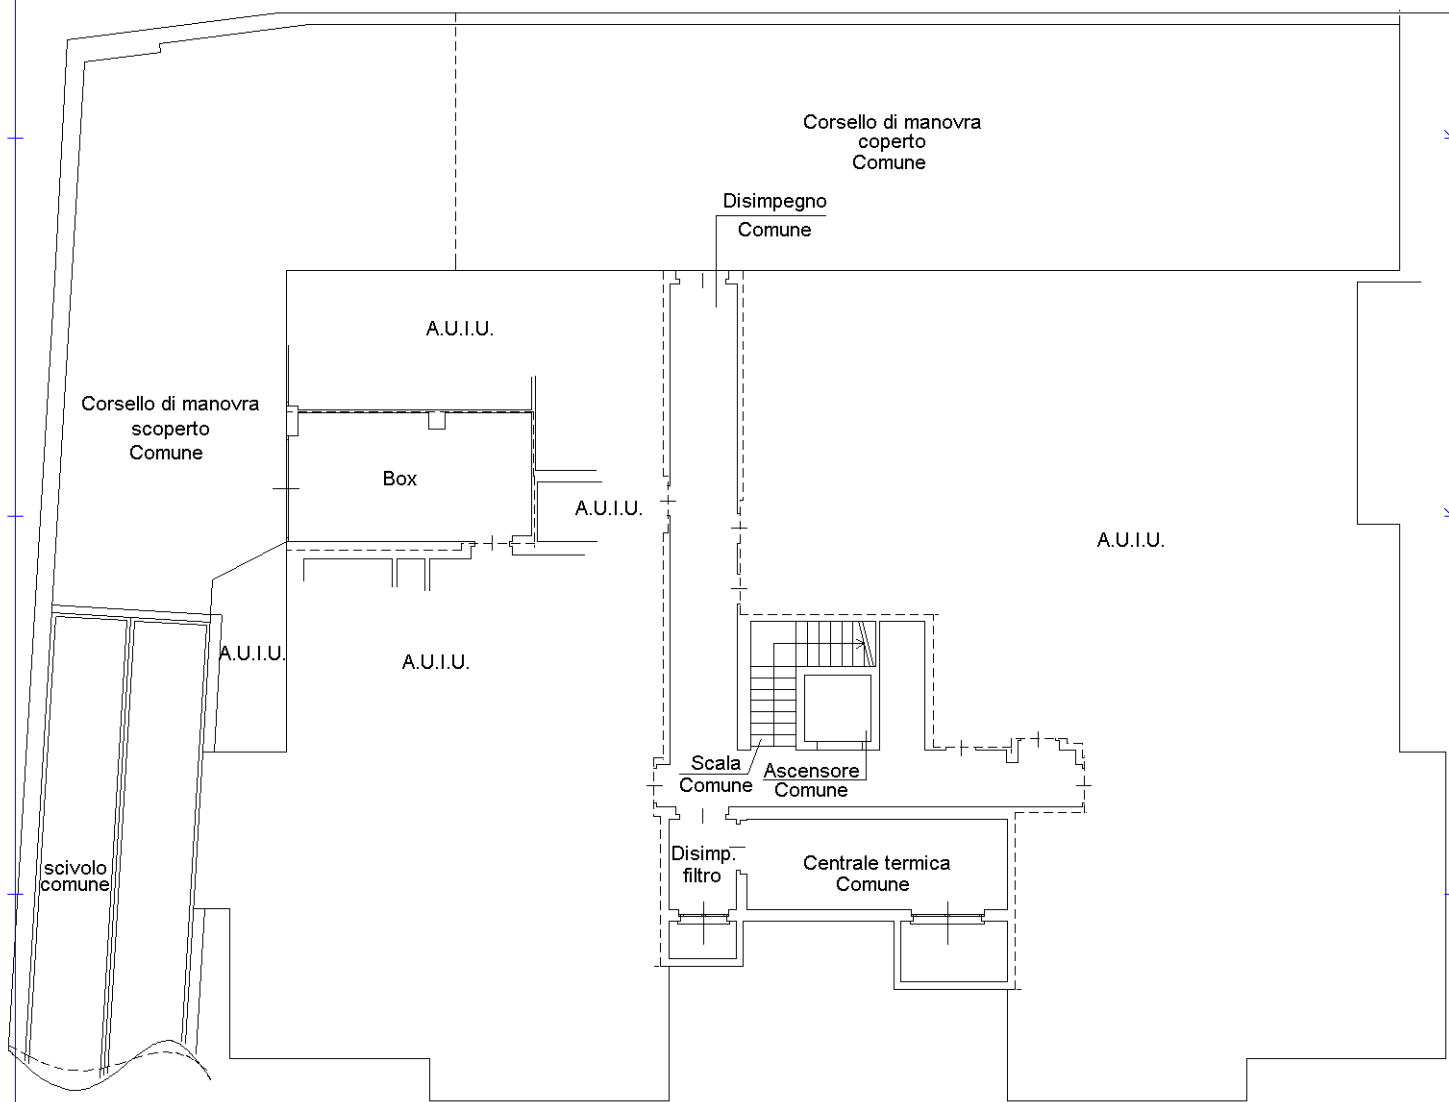 Corsello di manovra
coperto
Comune
Disimpegno
Comune
A.U.I.U.
Corsello di manovra
scoperto
Comune
Box
A.U.I.U.
A.U.I.U.
A.U.I.U.
A.U.I.U.
Scala
Comune
Ascensore
Comune
scivolo
comune
Disimp.
filtro
Centrale termica
Comune